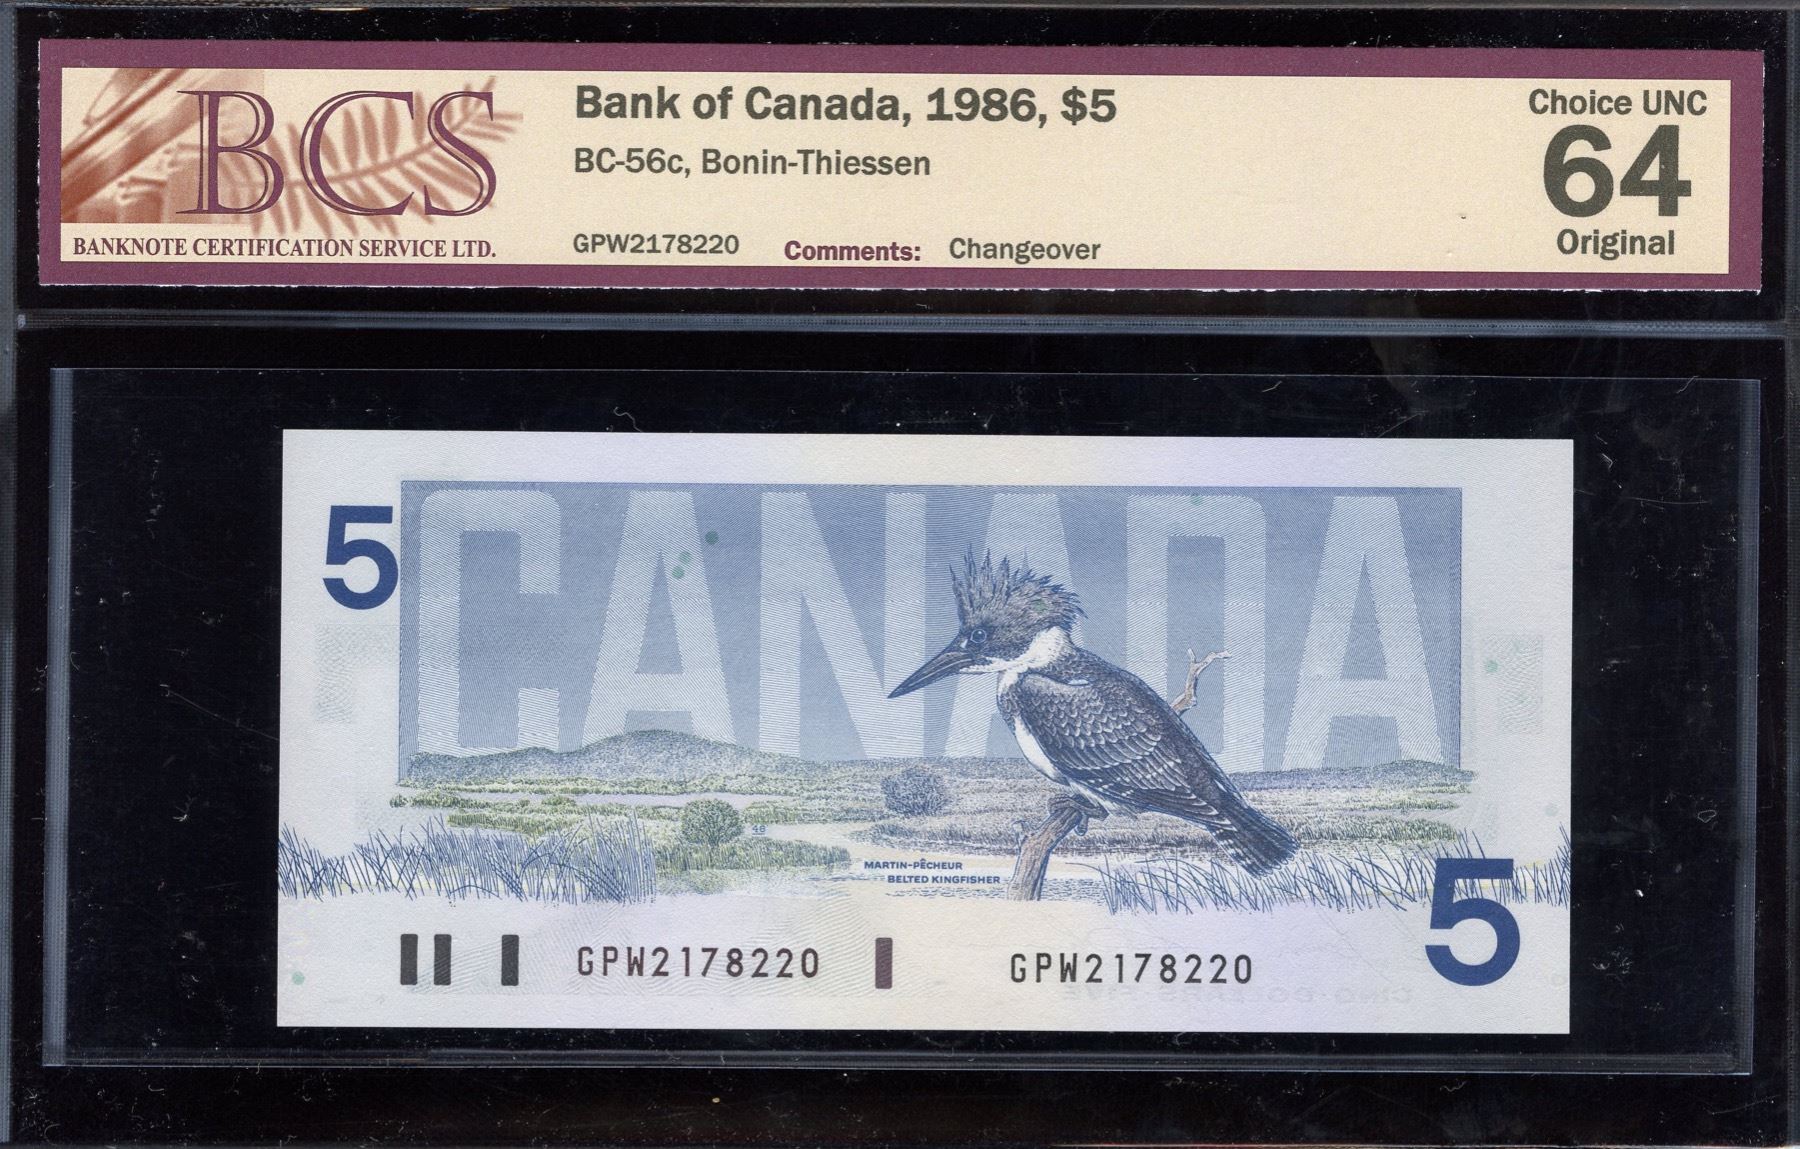 BCS
BANKNOTE CERTIFICATION SERVICE LTD.
Bank of Canada, 1986, $5
BC-56c, Bonin-Thiessen
GPW2178220 Comments: Changeover
Choice UNC
64
Original
5
CANADA
48
MARTIN-PÊCHEUR
BELTED KINGFISHER
5
GPW2178220 GPW2178220